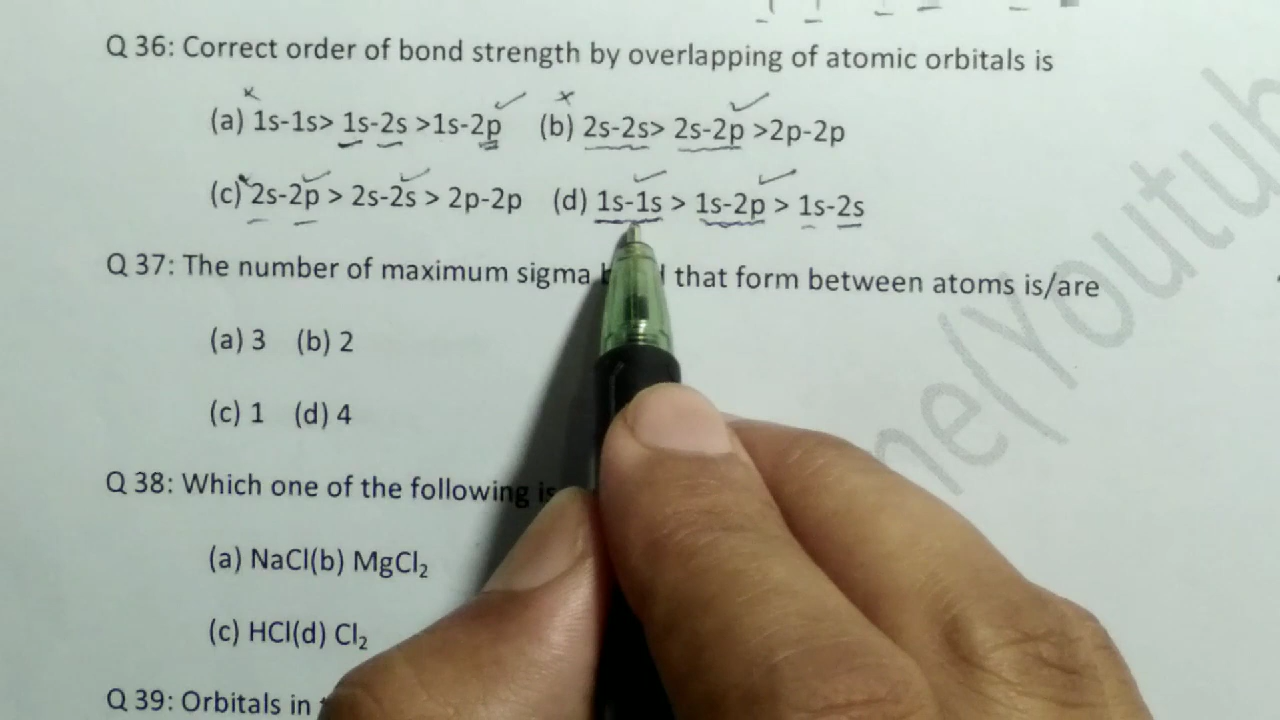 Q 36: Correct order of bond strength by overlapping of atomic orbitals is
(a) 1s-1s> 1s-2s >1s-2p (b) 2s-2s> 2s-2p >2p-2p
(c) 2s-2p > 2s-2s > 2p-2p (d) 1s-1s > 1s-2p > 1s-2s
Q 37: The number of maximum sigma that form between atoms is/are
(a) 3 (b) 2
(c) 1 (d) 4
Q 38: Which one of the following is
(a) NaCl(b) MgCl₂
(c) HCl(d) Cl₂
Q 39: Orbitals in
ne(Youtub